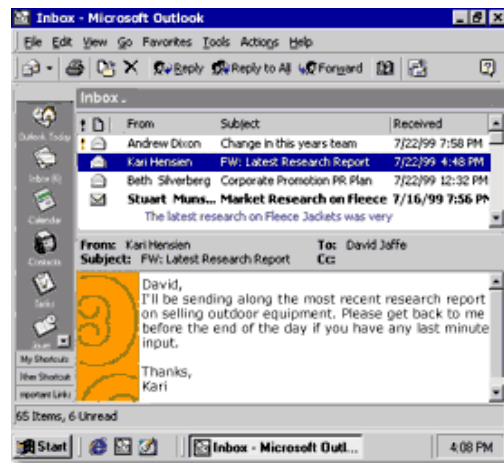 Inbox - Microsoft Outlook
File Edit View Go Favorites Tools Actions Help
Reply Reply to All Forward
Inbox .
Outlook Today
Inbox (6)
Calendar
Contacts
Tasks
My Shortcuts
Other Shortcut
mportant Links
! From Subject Received
! Andrew Dixon Change in this years team 7/22/99 7:58 PM
Kari Hensien FW: Latest Research Report 7/22/99 4:48 PM
Beth Silverberg Corporate Promotion PR Plan 7/22/99 12:32 PM
Stuart Muns... Market Research on Fleece 7/16/99 7:56 PM
The latest research on Fleece Jackets was very
From: Kari Hensien To: David Jaffe
Subject: FW: Latest Research Report Cc:
David,
I'll be sending along the most recent research report
on selling outdoor equipment. Please get back to me
before the end of the day if you have any last minute
input.
Thanks,
Kari
65 Items, 6 Unread
Start Inbox - Microsoft Outl... 4:08 PM